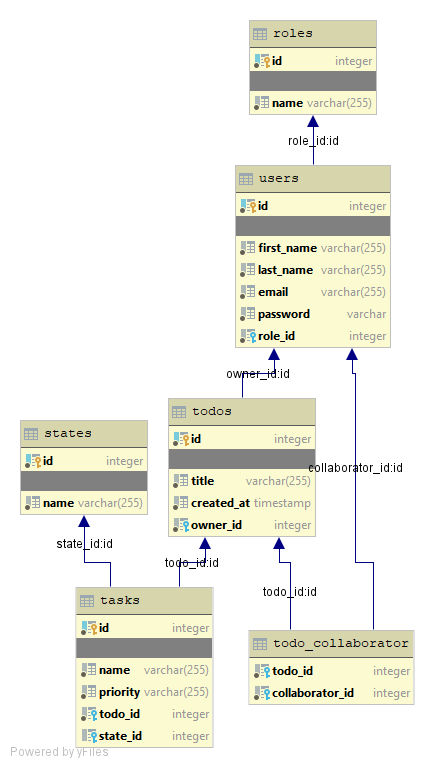 roles
id integer
name varchar(255)
role_id:id
users
id integer
first_name varchar(255)
last_name varchar(255)
email varchar(255)
password varchar
role_id integer
owner_id:id
todos
id integer
title varchar(255)
created_at timestamp
owner_id integer
collaborator_id:id
states
id integer
name varchar(255)
state_id:id
todo_id:id
todo_id:id
tasks
id integer
name varchar(255)
priority varchar(255)
todo_id integer
state_id integer
todo_collaborator
todo_id integer
collaborator_id integer
Powered by yFiles